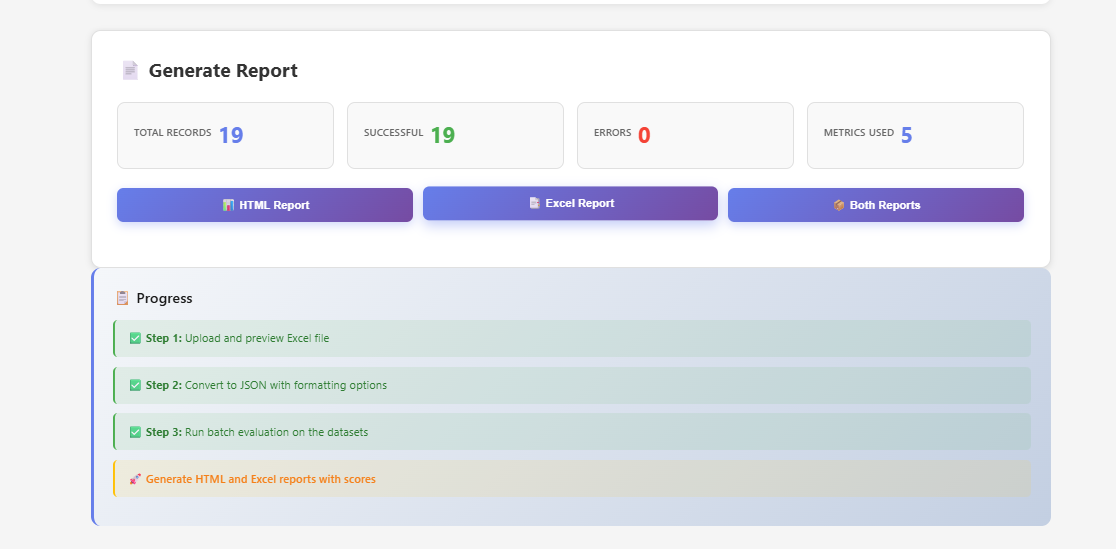 Generate Report
TOTAL RECORDS 19
SUCCESSFUL 19
ERRORS 0
METRICS USED 5
HTML Report
Excel Report
Both Reports
Progress
Step 1: Upload and preview Excel file
Step 2: Convert to JSON with formatting options
Step 3: Run batch evaluation on the datasets
Generate HTML and Excel reports with scores